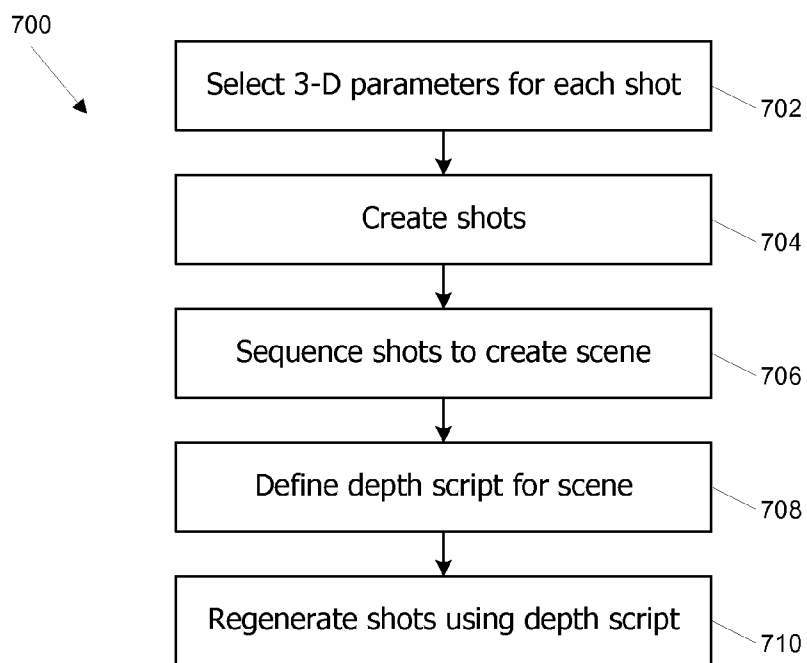 700
Select 3-D parameters for each shot
702
Create shots
704
Sequence shots to create scene
706
Define depth script for scene
708
Regenerate shots using depth script
710